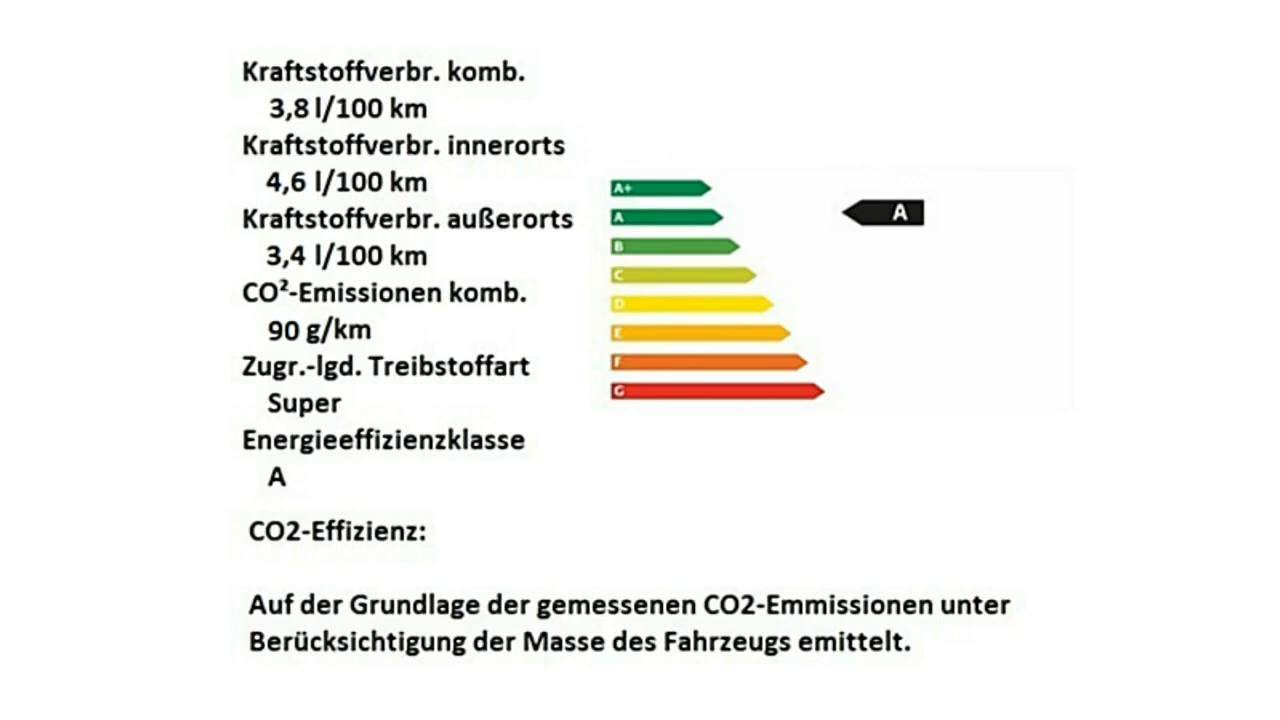 Kraftstoffverbr. komb.
3,8 l/100 km
Kraftstoffverbr. innerorts
4,6 l/100 km
Kraftstoffverbr. außerorts
3,4 l/100 km
CO²-Emissionen komb.
90 g/km
Zugr.-lgd. Treibstoffart
Super
Energieeffizienzklasse
A
A+
A
A
B
C
D
E
F
G
CO2-Effizienz:
Auf der Grundlage der gemessenen CO2-Emmissionen unter
Berücksichtigung der Masse des Fahrzeugs emittelt.